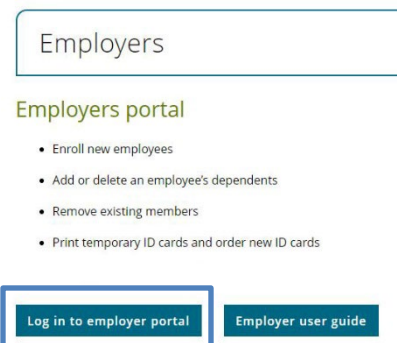 Employers
Employers portal
• Enroll new employees
• Add or delete an employee's dependents
• Remove existing members
• Print temporary ID cards and order new ID cards
Log in to employer portal Employer user guide